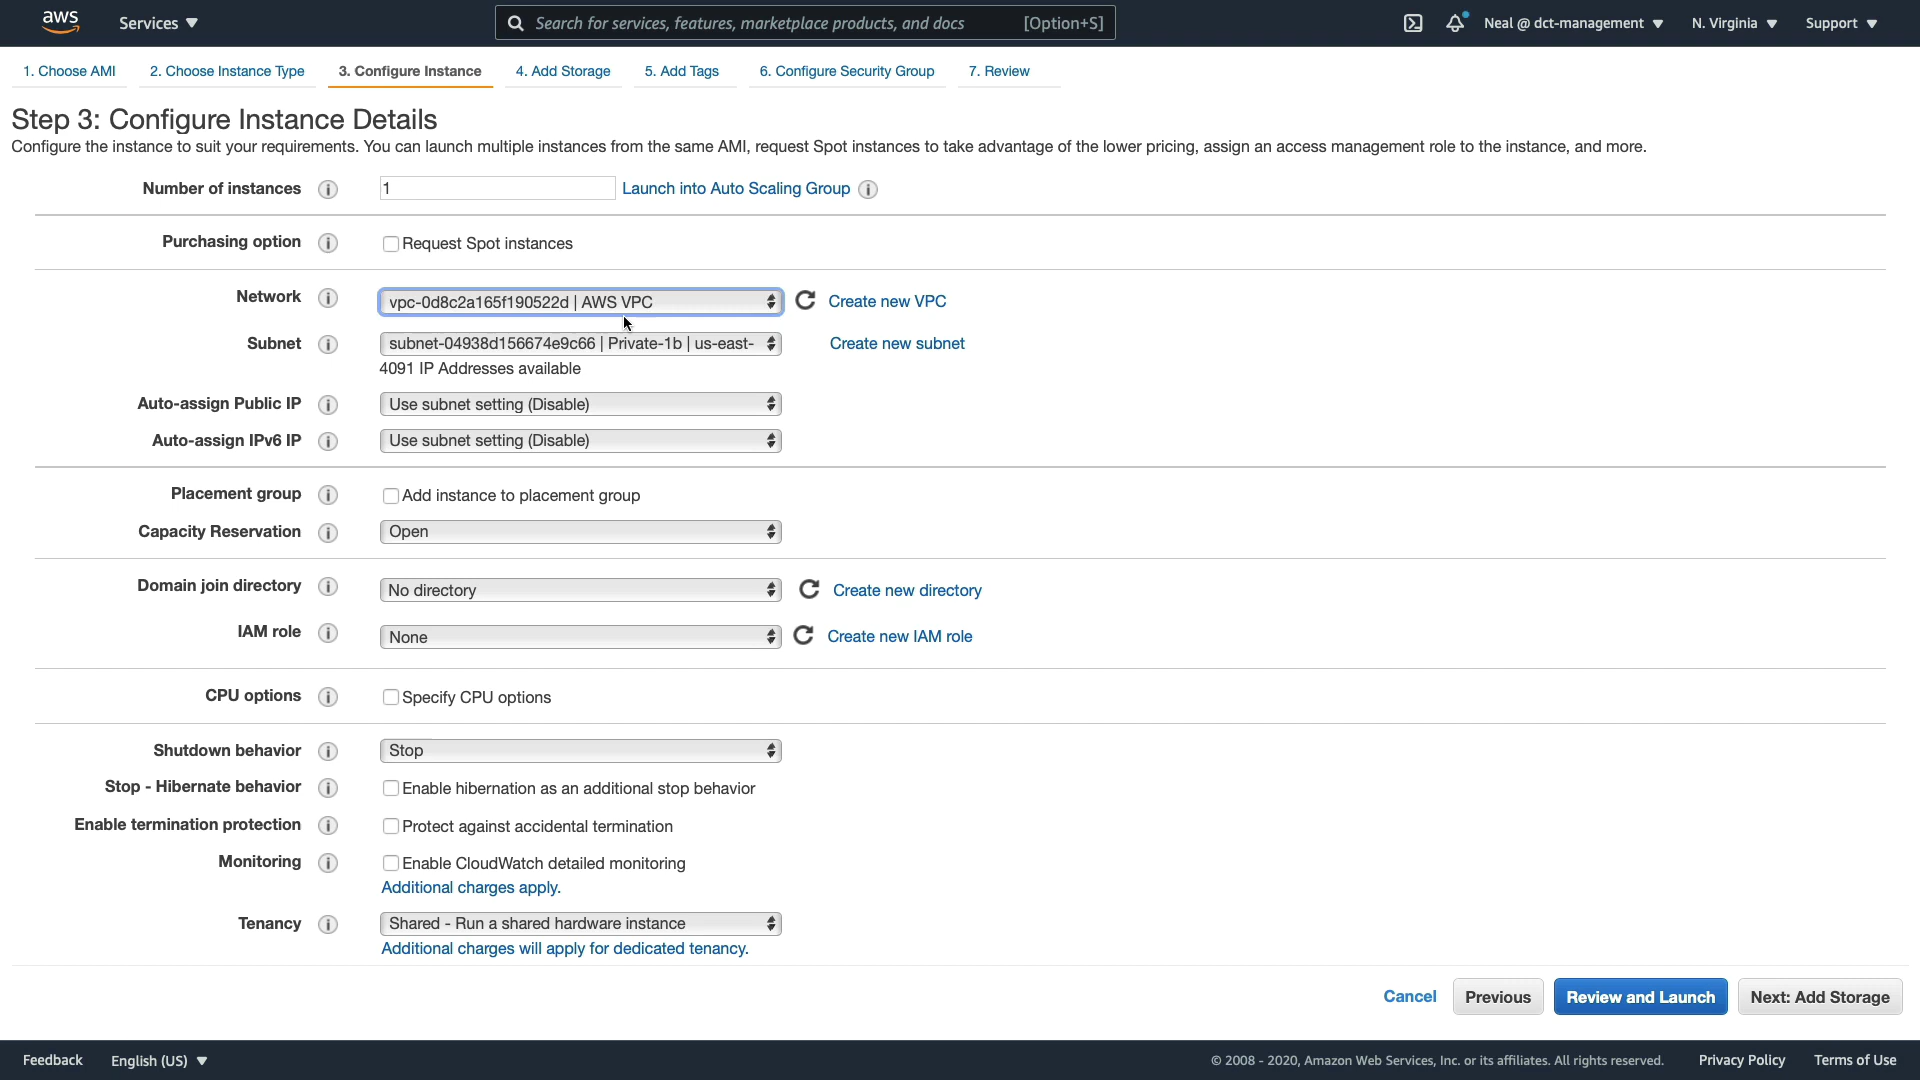 aws Services Search for services, features, marketplace products, and docs [Option+S] Neal @ dct-management N. Virginia Support
1. Choose AMI 2. Choose Instance Type 3. Configure Instance 4. Add Storage 5. Add Tags 6. Configure Security Group 7. Review
Step 3: Configure Instance Details
Configure the instance to suit your requirements. You can launch multiple instances from the same AMI, request Spot instances to take advantage of the lower pricing, assign an access management role to the instance, and more.
Number of instances i 1 Launch into Auto Scaling Group i
Purchasing option i Request Spot instances
Network i vpc-0d8c2a165f190522d | AWS VPC Create new VPC
Subnet i subnet-04938d156674e9c66 | Private-1b | us-east- Create new subnet
4091 IP Addresses available
Auto-assign Public IP i Use subnet setting (Disable)
Auto-assign IPv6 IP i Use subnet setting (Disable)
Placement group i Add instance to placement group
Capacity Reservation i Open
Domain join directory i No directory Create new directory
IAM role i None Create new IAM role
CPU options i Specify CPU options
Shutdown behavior i Stop
Stop - Hibernate behavior i Enable hibernation as an additional stop behavior
Enable termination protection i Protect against accidental termination
Monitoring i Enable CloudWatch detailed monitoring
Additional charges apply.
Tenancy i Shared - Run a shared hardware instance
Additional charges will apply for dedicated tenancy.
Cancel Previous Review and Launch Next: Add Storage
Feedback English (US) © 2008 - 2020, Amazon Web Services, Inc. or its affiliates. All rights reserved. Privacy Policy Terms of Use